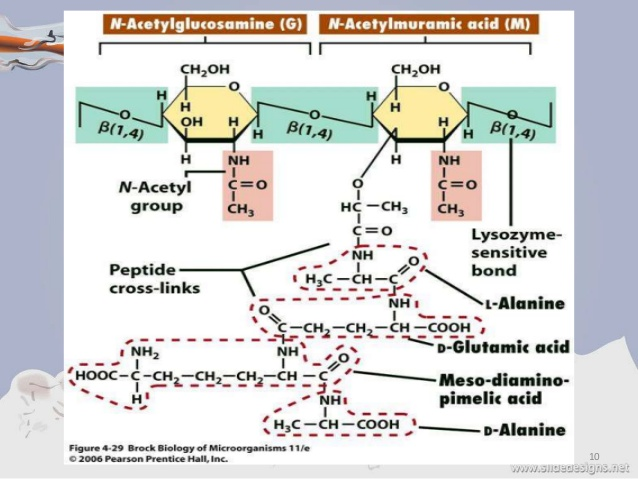 N-Acetylglucosamine (G)
N-Acetylmuramic acid (M)
CH2OH
CH2OH
O
O
H
H
H
H
O
OH
H
O
H
O
β(1,4)
H
β(1,4)
H
β(1,4)
H
NH
H
NH
N-Acetyl
group
C=O
O
C=O
CH3
HC—CH3
CH3
C=O
Lysozyme-
sensitive
bond
NH
O
Peptide
cross-links
H3C—CH—C
L-Alanine
O
NH
C—CH2—CH2—CH—COOH
D-Glutamic acid
NH2
NH
O
HOOC—C—CH2—CH2—CH2—CH—C
Meso-diamino-
pimelic acid
H
NH
H3C—CH—COOH
D-Alanine
Figure 4-29 Brock Biology of Microorganisms 11/e
© 2006 Pearson Prentice Hall, Inc.
10
www.slidedesigns.net